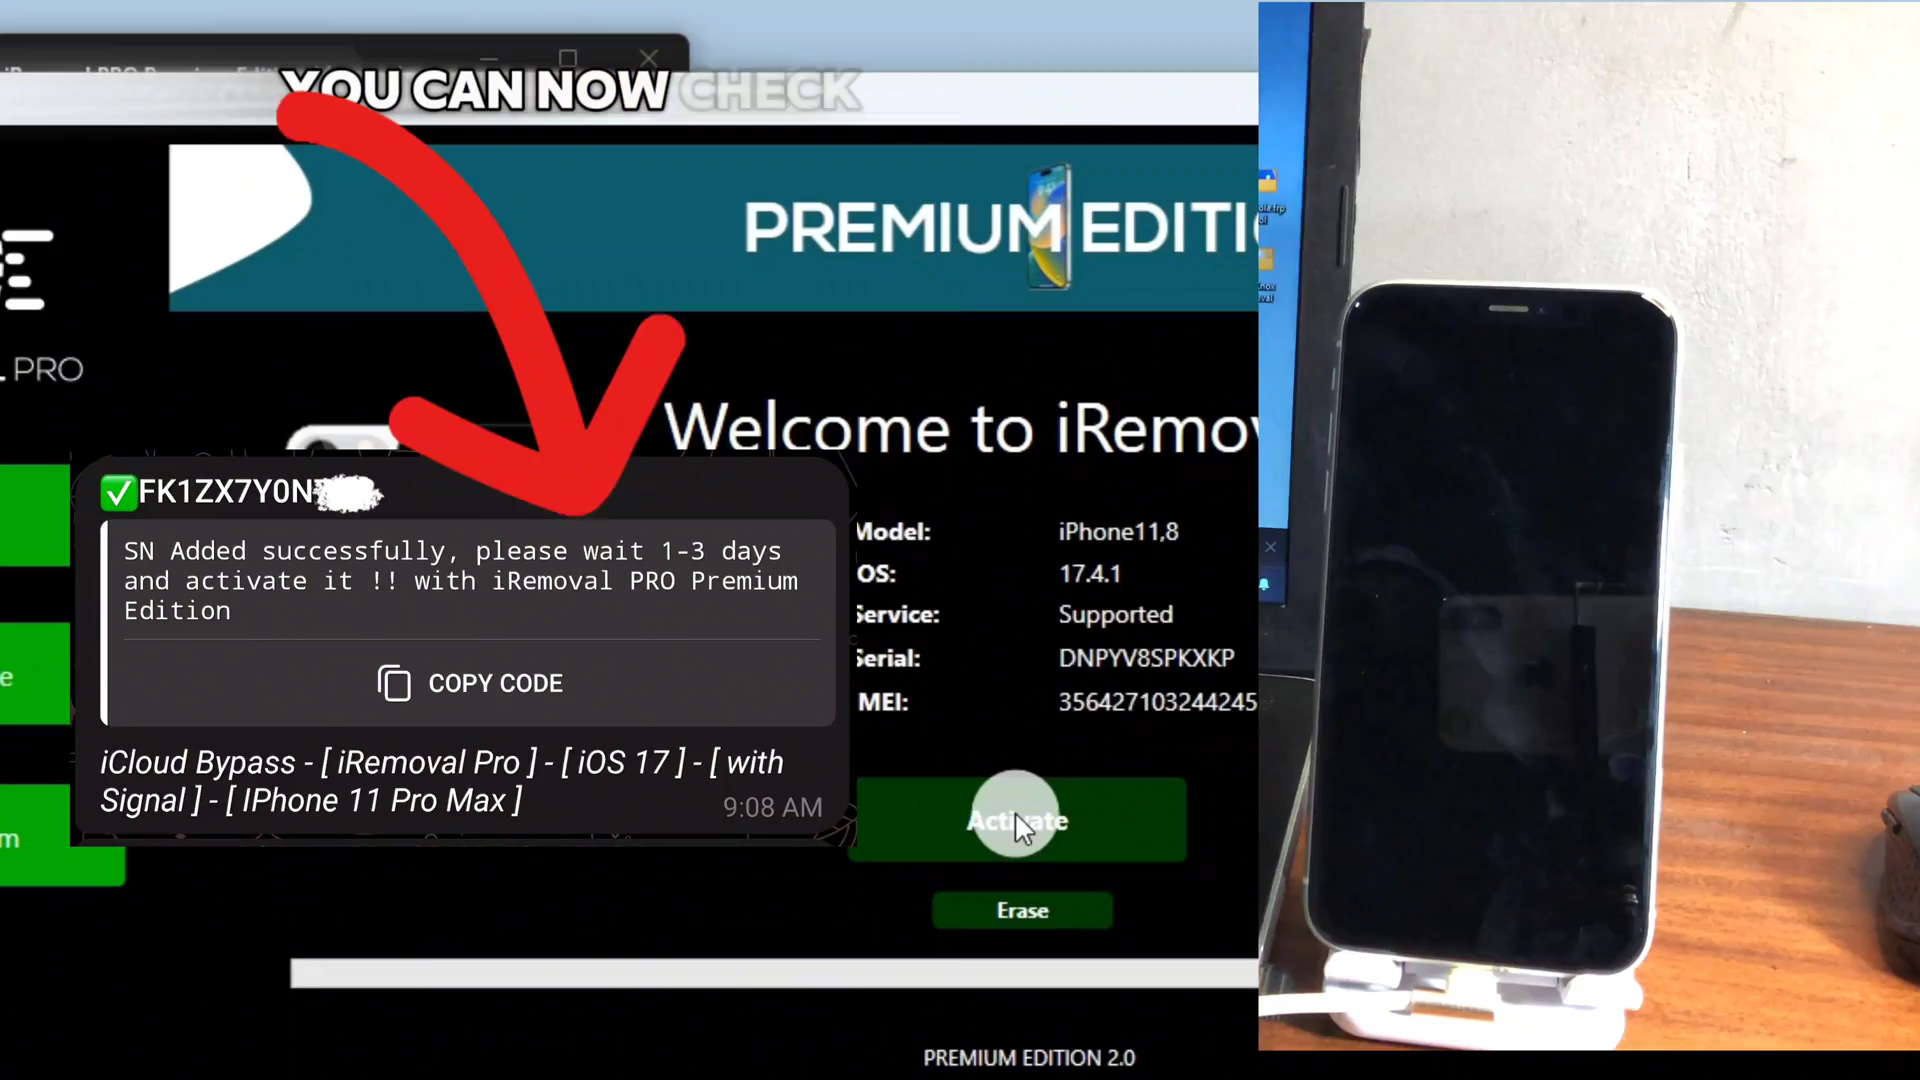 YOU CAN NOW CHECK
PREMIUM EDITI
PRO
Welcome to iRemov
✅FK1ZX7Y0N
SN Added successfully, please wait 1-3 days
and activate it !! with iRemoval PRO Premium
Edition
COPY CODE
iCloud Bypass - [ iRemoval Pro ] - [ iOS 17 ] - [ with
Signal ] - [ IPhone 11 Pro Max ]
9:08 AM
Model: iPhone11,8
OS: 17.4.1
Service: Supported
Serial: DNPYV8SPKXKP
MEI: 356427103244245
Activate
Erase
e
m
PREMIUM EDITION 2.0